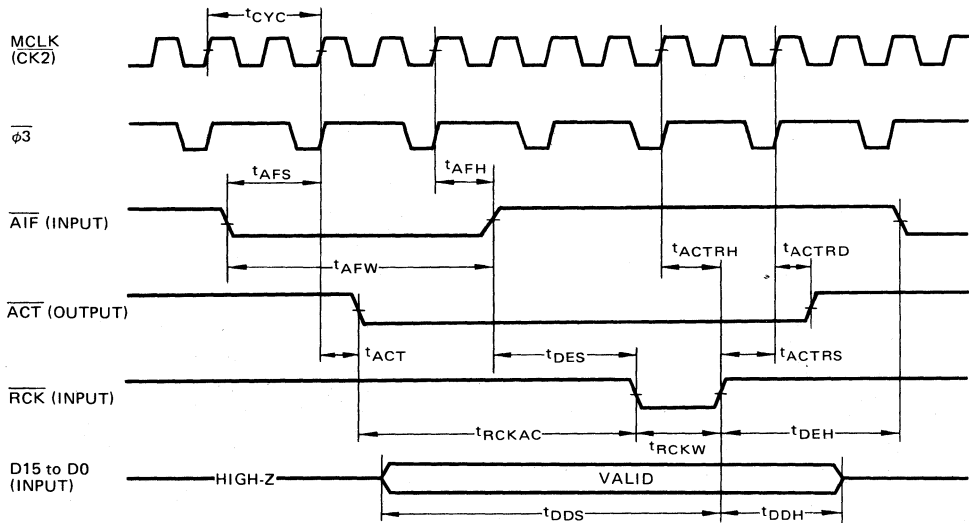 tCYC
MCLK
(CK2)
φ3
tAFS
tAFH
AIF (INPUT)
tAFW
tACTRH
tACTRD
ACT (OUTPUT)
tACT
tDES
tACTRS
RCK (INPUT)
tRCKAC
tRCKW
tDEH
D15 to D0
(INPUT)
HIGH-Z
VALID
tDDS
tDDH